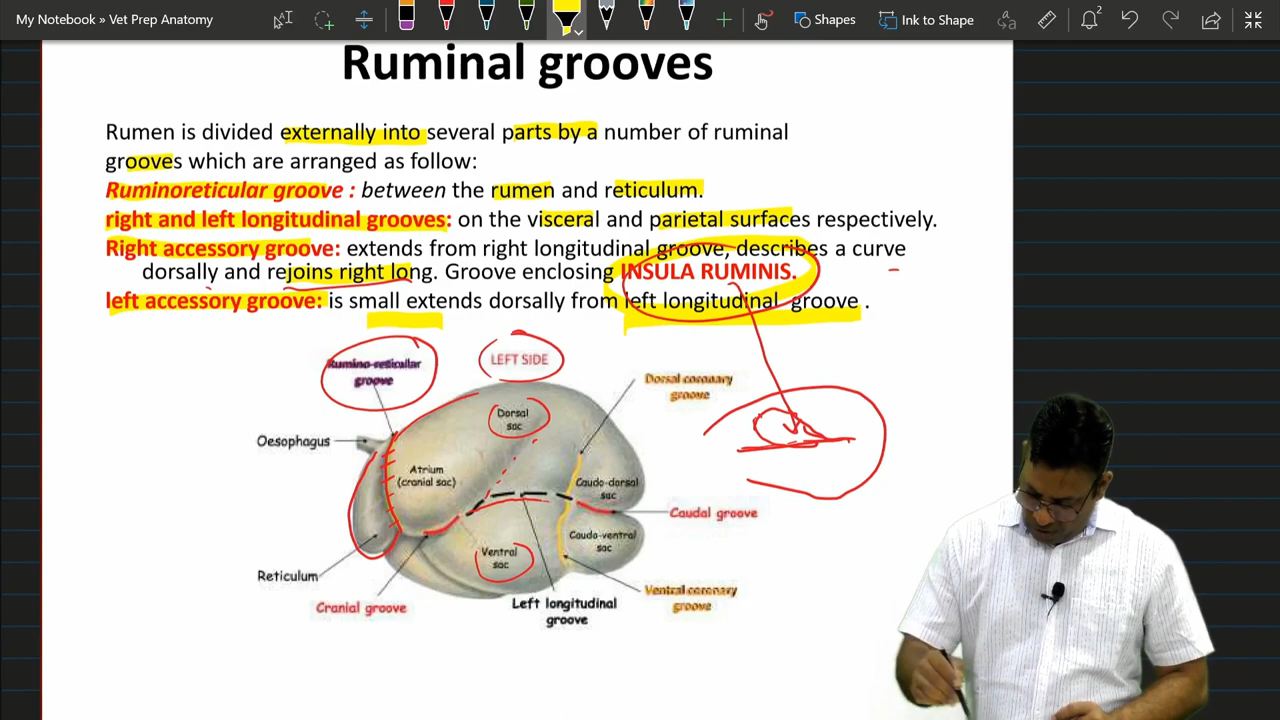 My Notebook » Vet Prep Anatomy
Shapes
Ink to Shape
2
Ruminal grooves
Rumen is divided externally into several parts by a number of ruminal
grooves which are arranged as follow:
Ruminoreticular groove : between the rumen and reticulum.
right and left longitudinal grooves: on the visceral and parietal surfaces respectively.
Right accessory groove: extends from right longitudinal groove, describes a curve
dorsally and rejoins right long. Groove enclosing INSULA RUMINIS.
left accessory groove: is small extends dorsally from left longitudinal groove .
Rumino-reticular
groove
LEFT SIDE
Dorsal coronary
groove
Dorsal
sac
Oesophagus
Atrium
(cranial sac)
Caudo-dorsal
sac
Caudal groove
Caudo-ventral
sac
Ventral
sac
Reticulum
Cranial groove
Left longitudinal
groove
Ventral coronary
groove